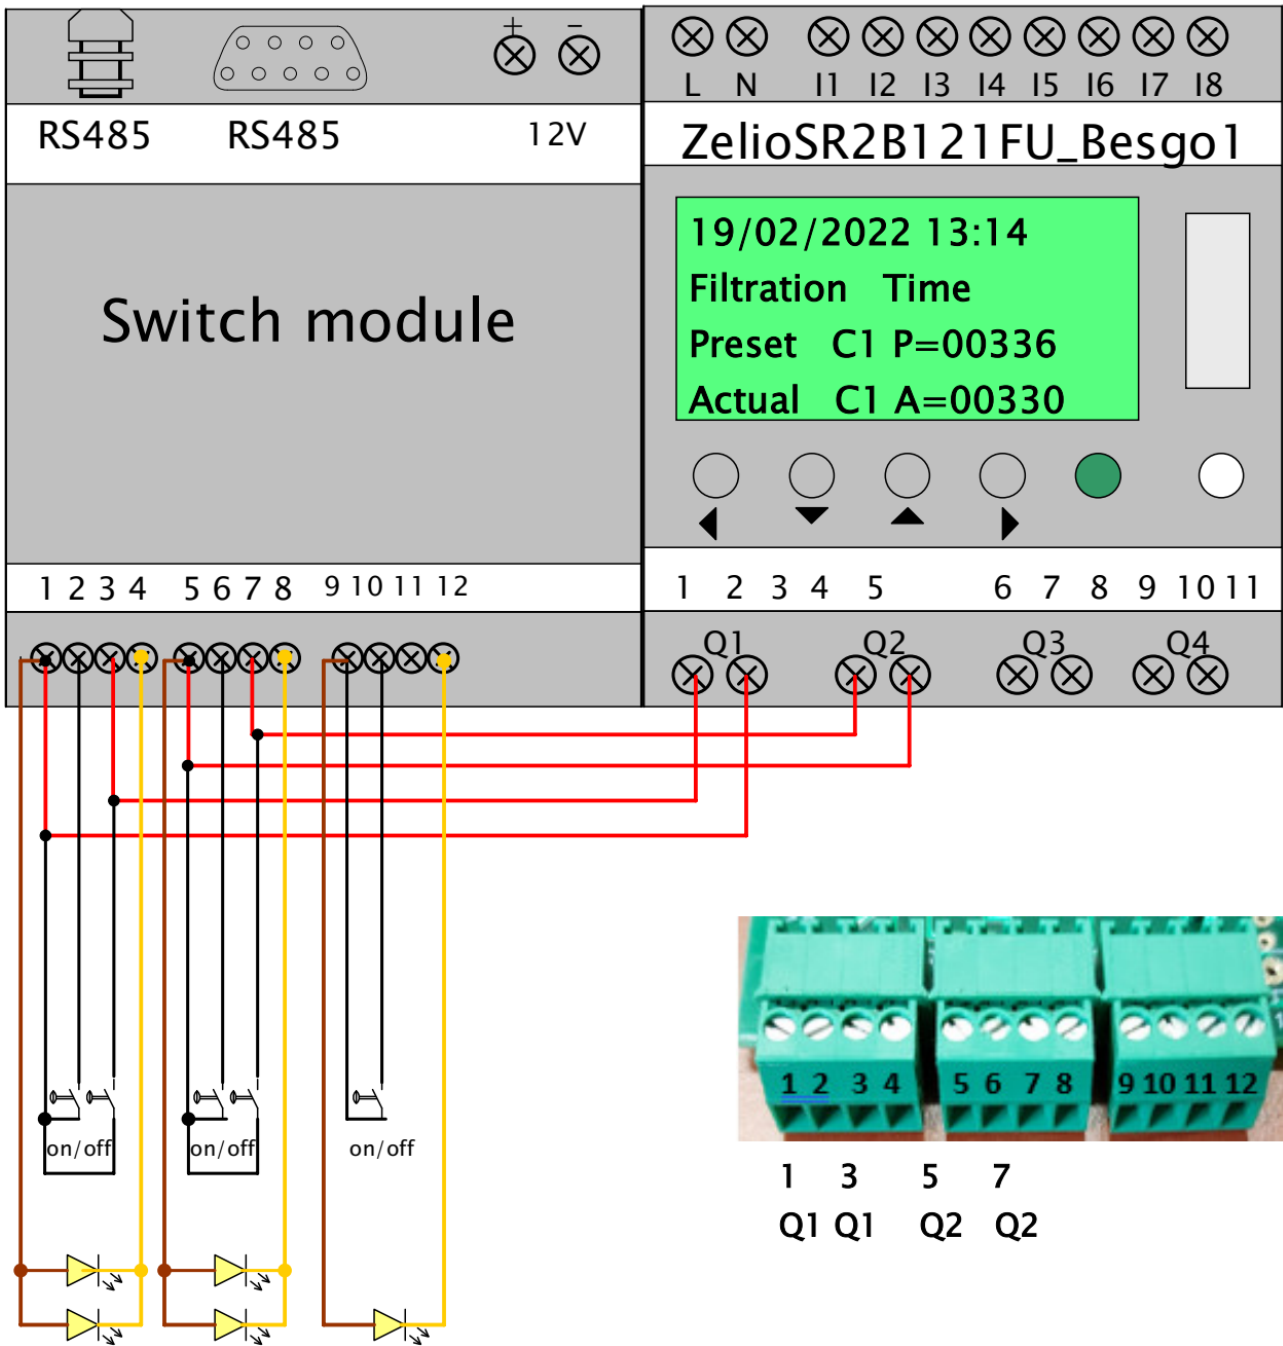 + −
L N I1 I2 I3 I4 I5 I6 I7 I8
RS485 RS485 12V
ZelioSR2B121FU_Besgo1
19/02/2022 13:14
Filtration Time
Preset C1 P=00336
Actual C1 A=00330
Switch module
1 2 3 4 5 6 7 8 9 10 11 12
1 2 3 4 5 6 7 8 9 10 11
Q1 Q2 Q3 Q4
on/off on/off on/off
1 2 3 4 5 6 7 8 9 10 11 12
1 3 5 7
Q1 Q1 Q2 Q2